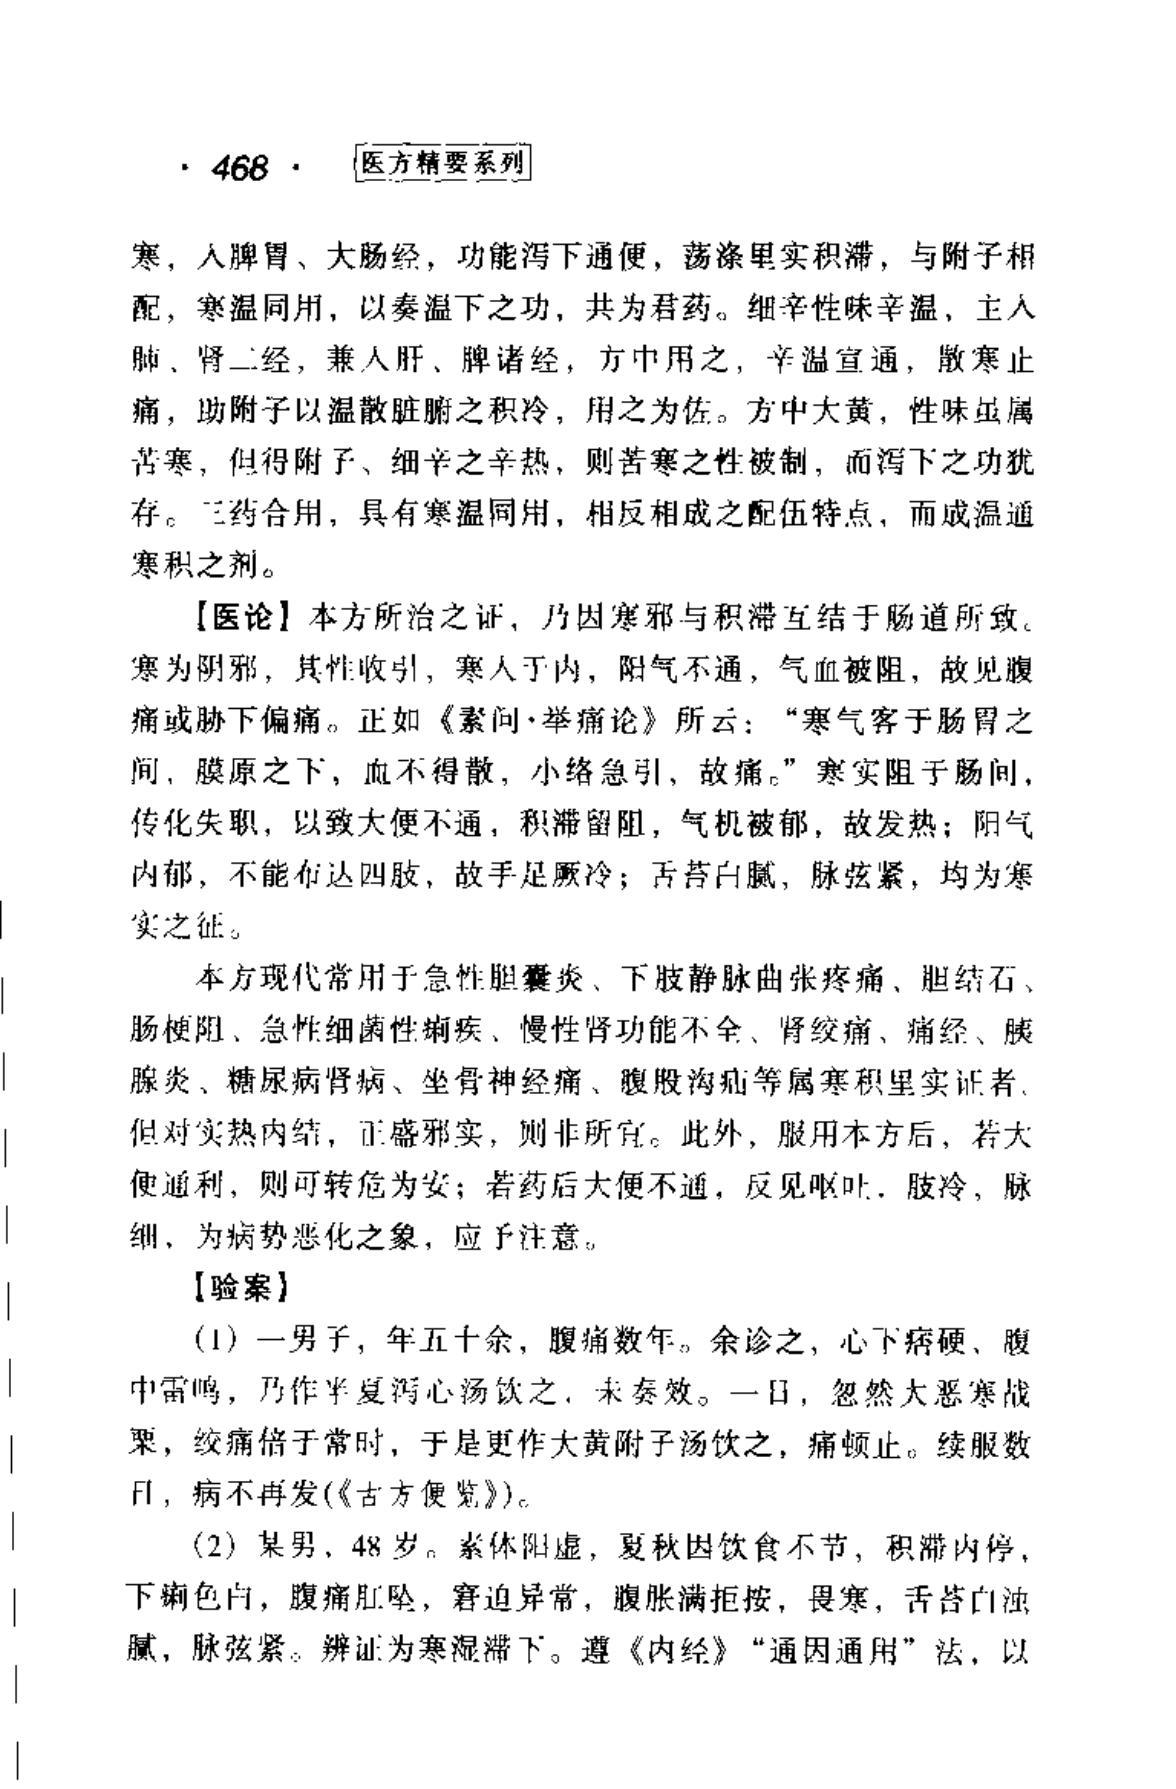 · 468 · 医方精要系列
寒，入脾胃、大肠经，功能泻下通便，荡涤里实积滞，与附子相
配，寒温同用，以奏温下之功，共为君药。细辛性味辛温，主入
肺、肾二经，兼入肝、脾诸经，方中用之，辛温宣通，散寒止
痛，助附子以温散脏腑之积冷，用之为佐。方中大黄，性味虽属
苦寒，但得附子、细辛之辛热，则苦寒之性被制，而泻下之功犹
存。三药合用，具有寒温同用，相反相成之配伍特点，而成温通
寒积之剂。
【医论】本方所治之证，乃因寒邪与积滞互结于肠道所致。
寒为阴邪，其性收引，寒入于内，阳气不通，气血被阻，故见腹
痛或胁下偏痛。正如《素问·举痛论》所云：“寒气客于肠胃之
间，膜原之下，血不得散，小络急引，故痛。”寒实阻于肠间，
传化失职，以致大便不通，积滞留阻，气机被郁，故发热；阳气
内郁，不能布达四肢，故手足厥冷；舌苔白腻，脉弦紧，均为寒
实之征。
本方现代常用于急性胆囊炎、下肢静脉曲张疼痛、胆结石、
肠梗阻、急性细菌性痢疾、慢性肾功能不全、肾绞痛、痛经、胰
腺炎、糖尿病肾病、坐骨神经痛、腹股沟疝等属寒积里实证者，
但对实热内结，正盛邪实，则非所宜。此外，服用本方后，若大
便通利，则可转危为安；若药后大便不通，反见呕吐，肢冷，脉
细，为病势恶化之象，应予注意。
【验案】
(1) 一男子，年五十余，腹痛数年。余诊之，心下痞硬、腹
中雷鸣，乃作半夏泻心汤饮之，未奏效。一日，忽然大恶寒战
栗，绞痛倍于常时，于是更作大黄附子汤饮之，痛顿止。续服数
日，病不再发(《古方便览》)。
(2) 某男，48 岁。素体阳虚，夏秋因饮食不节，积滞内停，
下痢色白，腹痛肛坠，窘迫异常，腹胀满拒按，畏寒，舌苔白浊
腻，脉弦紧。辨证为寒湿滞下。遵《内经》“通因通用”法，以